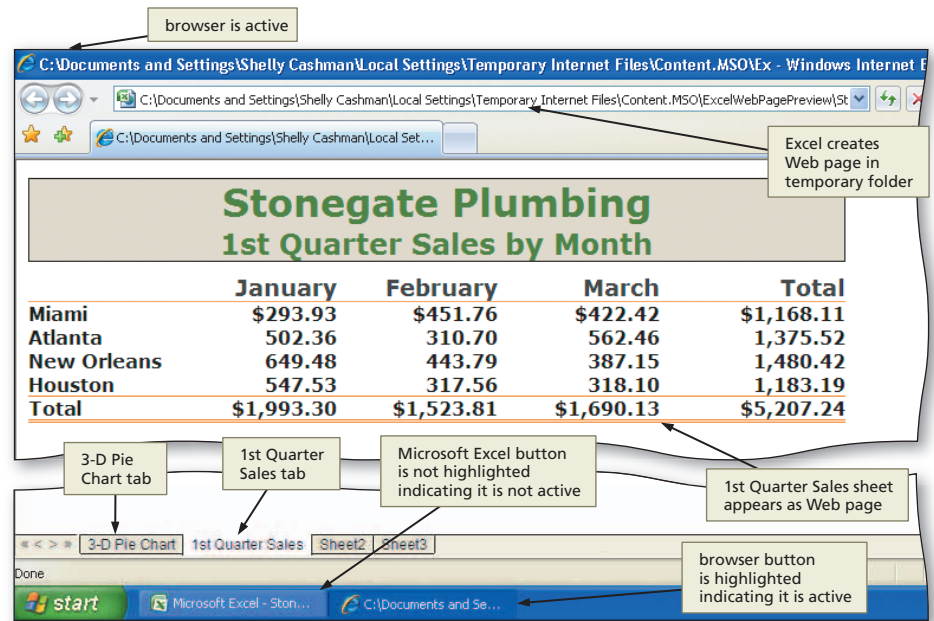 browser is active
C:\Documents and Settings\Shelly Cashman\Local Settings\Temporary Internet Files\Content.MSO\Ex - Windows Internet E
C:\Documents and Settings\Shelly Cashman\Local Settings\Temporary Internet Files\Content.MSO\ExcelWebPagePreview\St
C:\Documents and Settings\Shelly Cashman\Local Set...
Excel creates
Web page in
temporary folder
Stonegate Plumbing
1st Quarter Sales by Month
January February March Total
Miami $293.93 $451.76 $422.42 $1,168.11
Atlanta 502.36 310.70 562.46 1,375.52
New Orleans 649.48 443.79 387.15 1,480.42
Houston 547.53 317.56 318.10 1,183.19
Total $1,993.30 $1,523.81 $1,690.13 $5,207.24
3-D Pie
Chart tab
1st Quarter
Sales tab
Microsoft Excel button
is not highlighted
indicating it is not active
1st Quarter Sales sheet
appears as Web page
« < > » 3-D Pie Chart 1st Quarter Sales Sheet2 Sheet3
Done
browser button
is highlighted
indicating it is active
start Microsoft Excel - Ston... C:\Documents and Se...